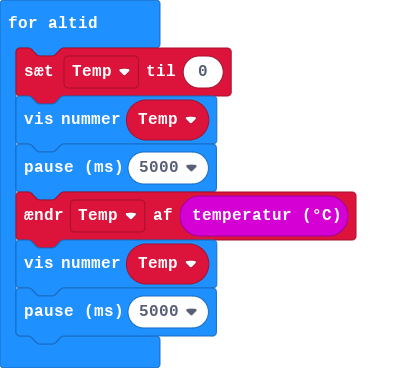 for altid
sæt Temp til 0
vis nummer Temp
pause (ms) 5000
ændr Temp af temperatur (°C)
vis nummer Temp
pause (ms) 5000